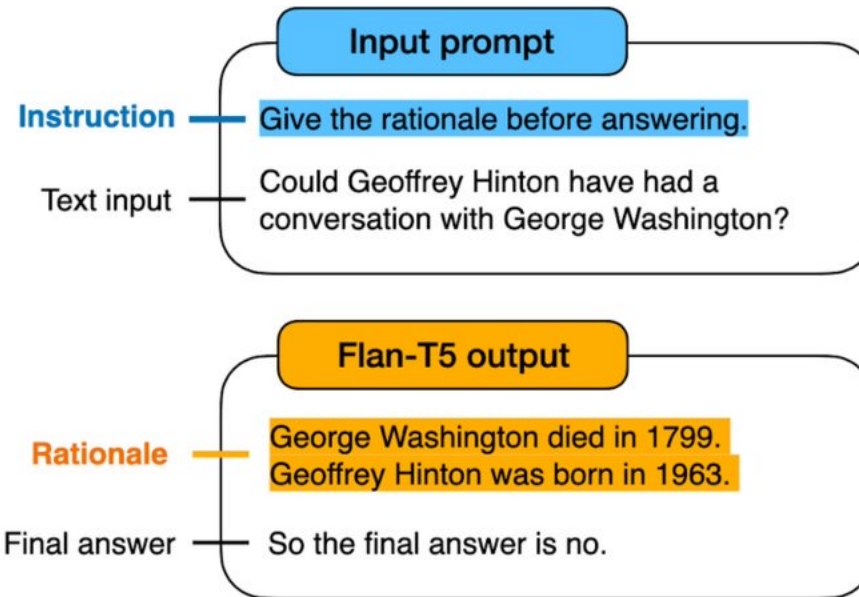 Input prompt
Instruction
Give the rationale before answering.
Text input
Could Geoffrey Hinton have had a
conversation with George Washington?
Flan-T5 output
Rationale
George Washington died in 1799.
Geoffrey Hinton was born in 1963.
Final answer
So the final answer is no.